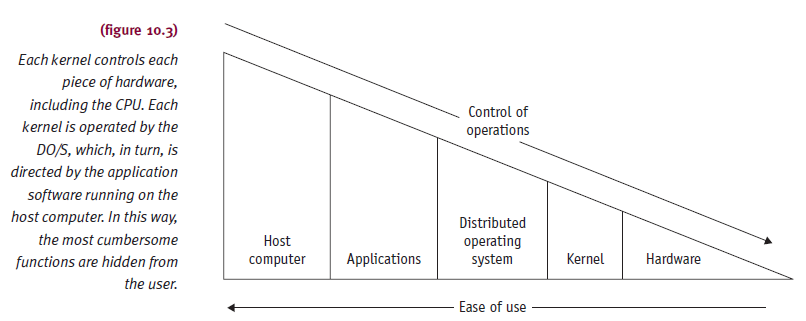 (figure 10.3)
Each kernel controls each
piece of hardware,
including the CPU. Each
kernel is operated by the
DO/S, which, in turn, is
directed by the application
software running on the
host computer. In this way,
the most cumbersome
functions are hidden from
the user.
Control of
operations
Host
computer
Applications
Distributed
operating
system
Kernel
Hardware
Ease of use